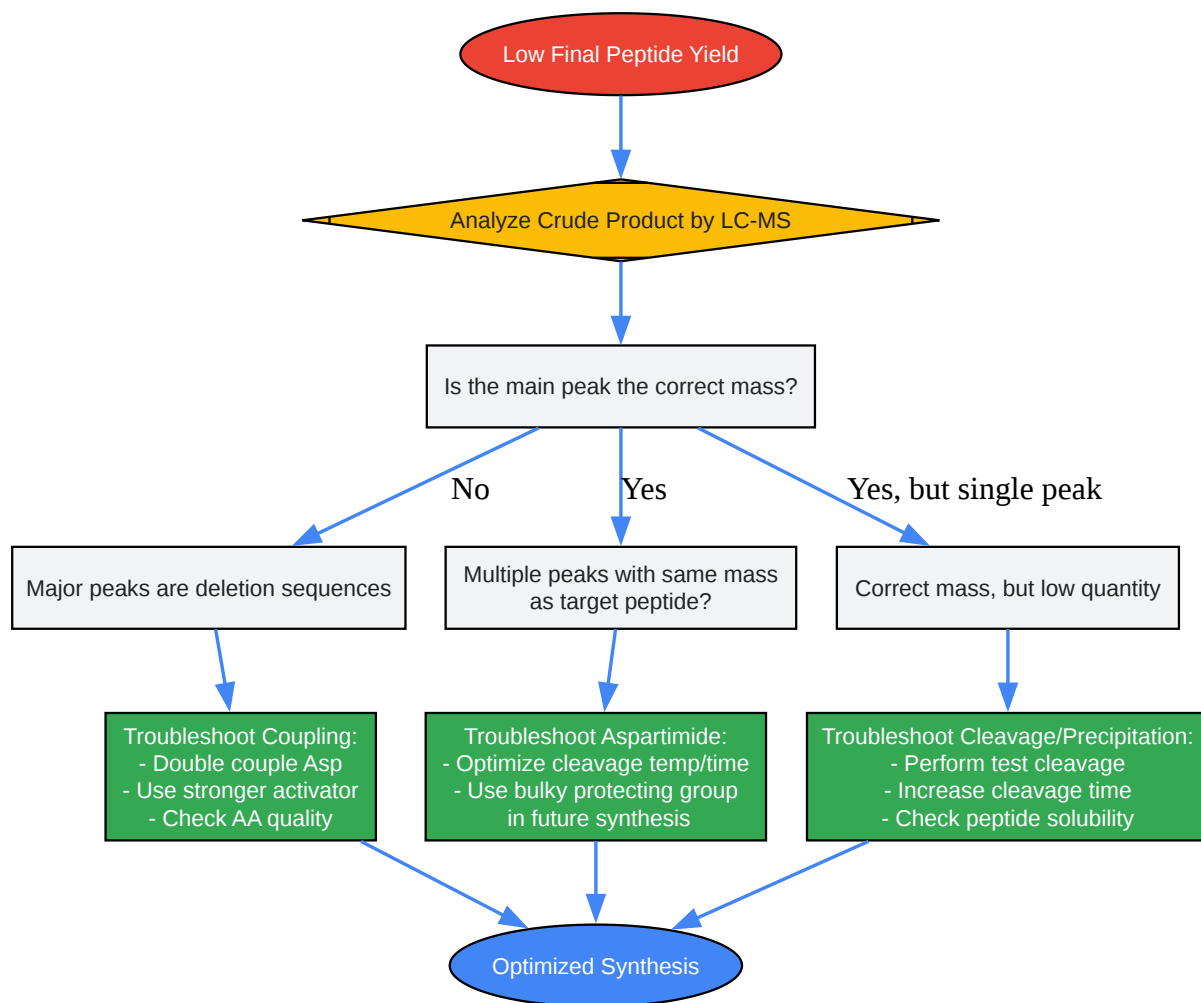 Low Final Peptide Yield
Analyze Crude Product by LC-MS
Is the main peak the correct mass?
No
Yes
Yes, but single peak
Major peaks are deletion sequences
Multiple peaks with same mass
as target peptide?
Correct mass, but low quantity
Troubleshoot Coupling:
- Double couple Asp
- Use stronger activator
- Check AA quality
Troubleshoot Aspartimide:
- Optimize cleavage temp/time
- Use bulky protecting group
in future synthesis
Troubleshoot Cleavage/Precipitation:
- Perform test cleavage
- Increase cleavage time
- Check peptide solubility
Optimized Synthesis